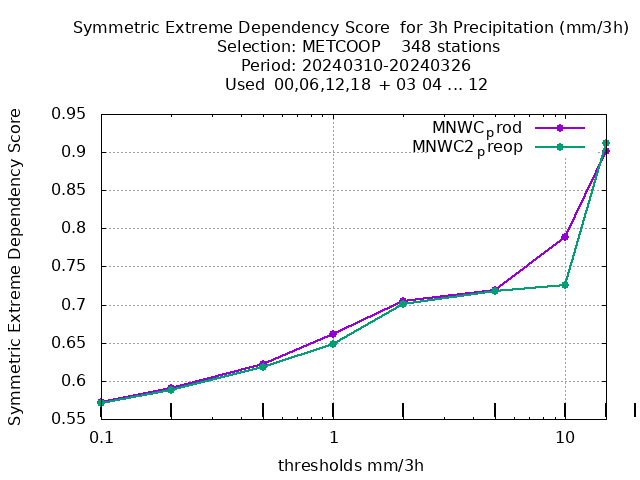 Symmetric Extreme Dependency Score for 3h Precipitation (mm/3h)
Selection: METCOOP 348 stations
Period: 20240310-20240326
Used 00,06,12,18 + 03 04 ... 12
Symmetric Extreme Dependency Score
0.95
0.9
0.85
0.8
0.75
0.7
0.65
0.6
0.55
MNWCprod
MNWC2preop
0.1 1 10
thresholds mm/3h